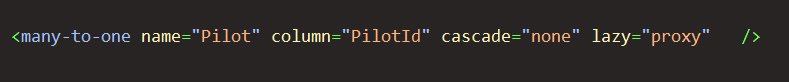 <many-to-one name="Pilot" column="PilotId" cascade="none" lazy="proxy"   />